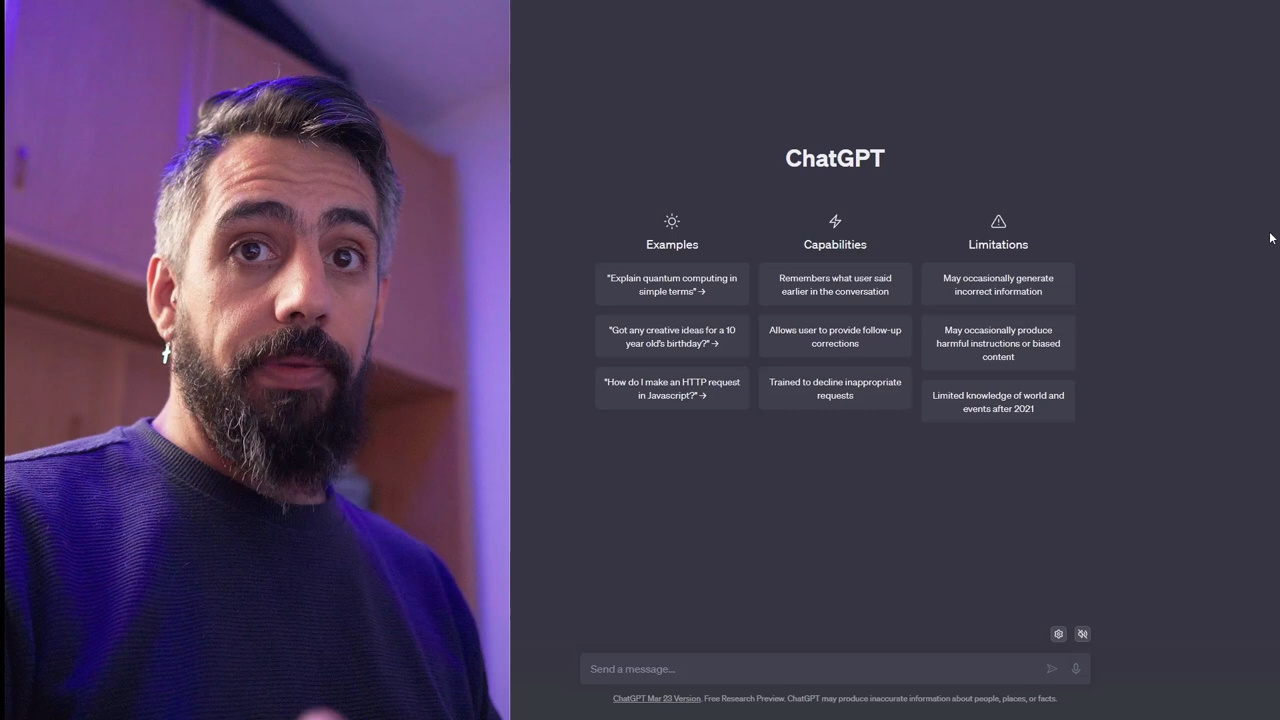 ChatGPT
Examples
"Explain quantum computing in
simple terms" →
"Got any creative ideas for a 10
year old's birthday?" →
"How do I make an HTTP request
in Javascript?" →
Capabilities
Remembers what user said
earlier in the conversation
Allows user to provide follow-up
corrections
Trained to decline inappropriate
requests
Limitations
May occasionally generate
incorrect information
May occasionally produce
harmful instructions or biased
content
Limited knowledge of world and
events after 2021
Send a message...
ChatGPT Mar 23 Version. Free Research Preview. ChatGPT may produce inaccurate information about people, places, or facts.